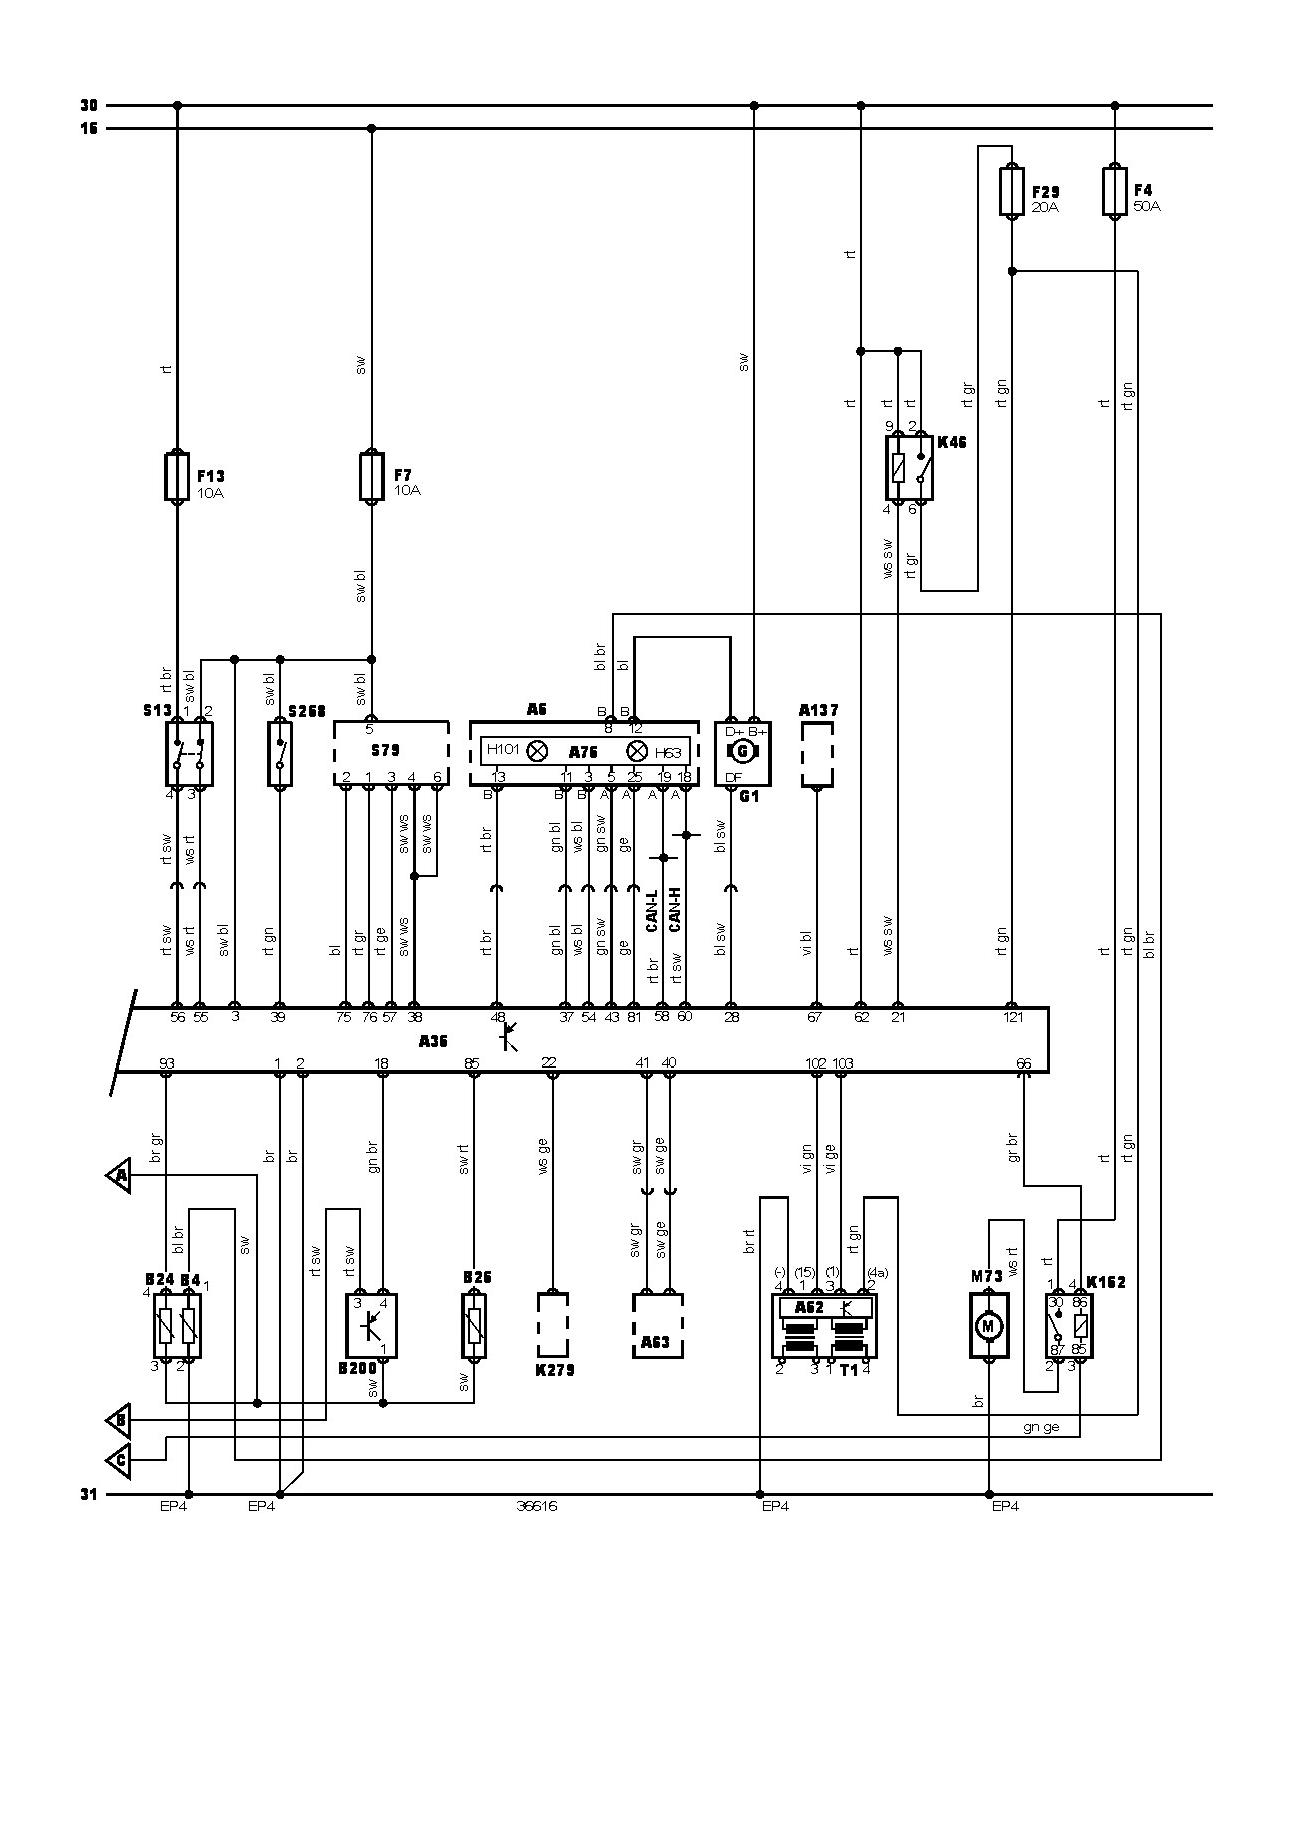 30
16
F29
20A
F4
50A
rt
rt
sw
sw
rt
rt
rt
rt gr
rt gn
rt
rt gn
9
2
K46
F13
10A
F7
10A
4
6
ws sw
rt gr
sw bl
bl br
bl
rt br
sw bl
sw bl
sw bl
S13
1
2
S268
A6
B
B
A137
5
8
12
D+
B+
S79
H101
A76
H63
G
2
1
3
4
6
13
11
3
5
25
19
18
DF
4
3
B
B
B
A
A
A
A
G1
rt sw
ws rt
sw ws
sw ws
rt br
gn bl
ws bl
gn sw
ge
bl sw
CAN-L
CAN-H
rt sw
ws rt
sw bl
rt gn
bl
rt gr
rt ge
sw ws
rt br
gn bl
ws bl
gn sw
ge
rt br
rt sw
bl sw
vi bl
rt
ws sw
rt gn
rt
rt gn
bl br
56
55
3
39
75
76
57
38
48
37
54
43
81
58
60
28
67
62
21
121
A36
93
1
2
18
85
22
41
40
102
103
66
br gr
br
br
gn br
sw rt
ws ge
sw gr
sw ge
vi gn
vi ge
gr br
rt
rt gn
A
bl br
sw
rt sw
rt sw
sw gr
sw ge
br rt
rt gn
ws rt
rt
B24
B4
1
B26
(-)
(15)
(1)
(4a)
M73
K162
4
4
1
3
2
1
4
3
4
A62
30
86
M
1
A63
87
85
3
2
B200
K279
2
3
1
T1
4
2
3
sw
sw
br
B
gn ge
C
31
EP4
EP4
36616
EP4
EP4